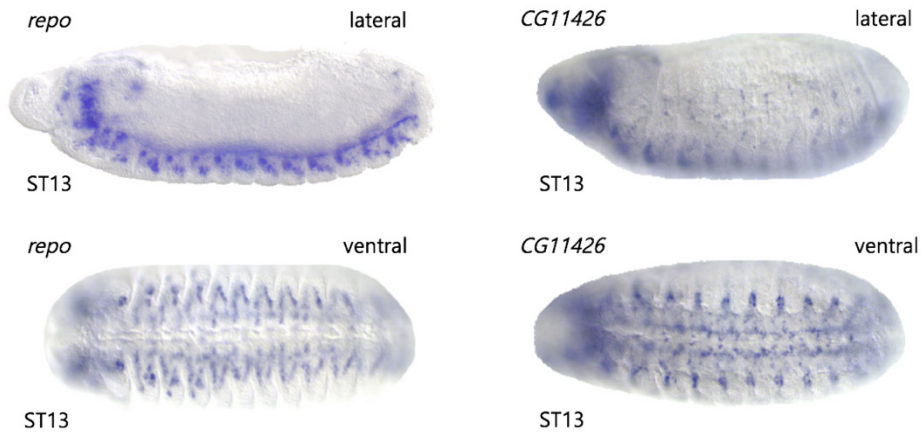 repo lateral
CG11426 lateral
ST13
ST13
repo ventral
CG11426 ventral
ST13
ST13